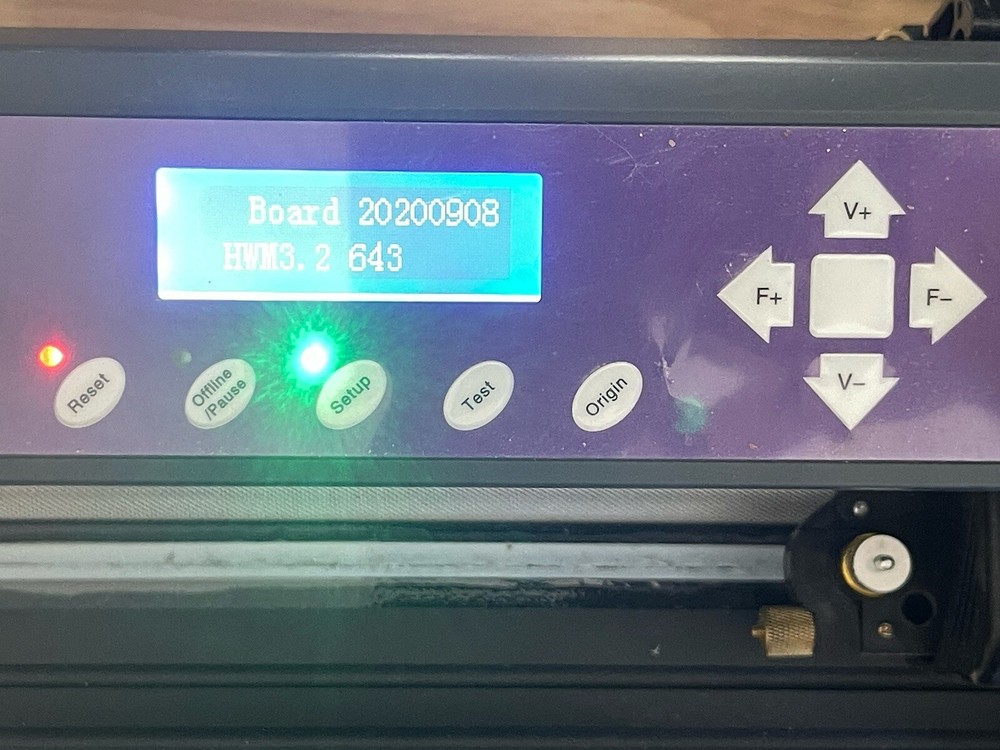 Board 20200908
HWM3.2 643
V+
F+
F−
V−
Reset
Offline
/Pause
Setup
Test
Origin